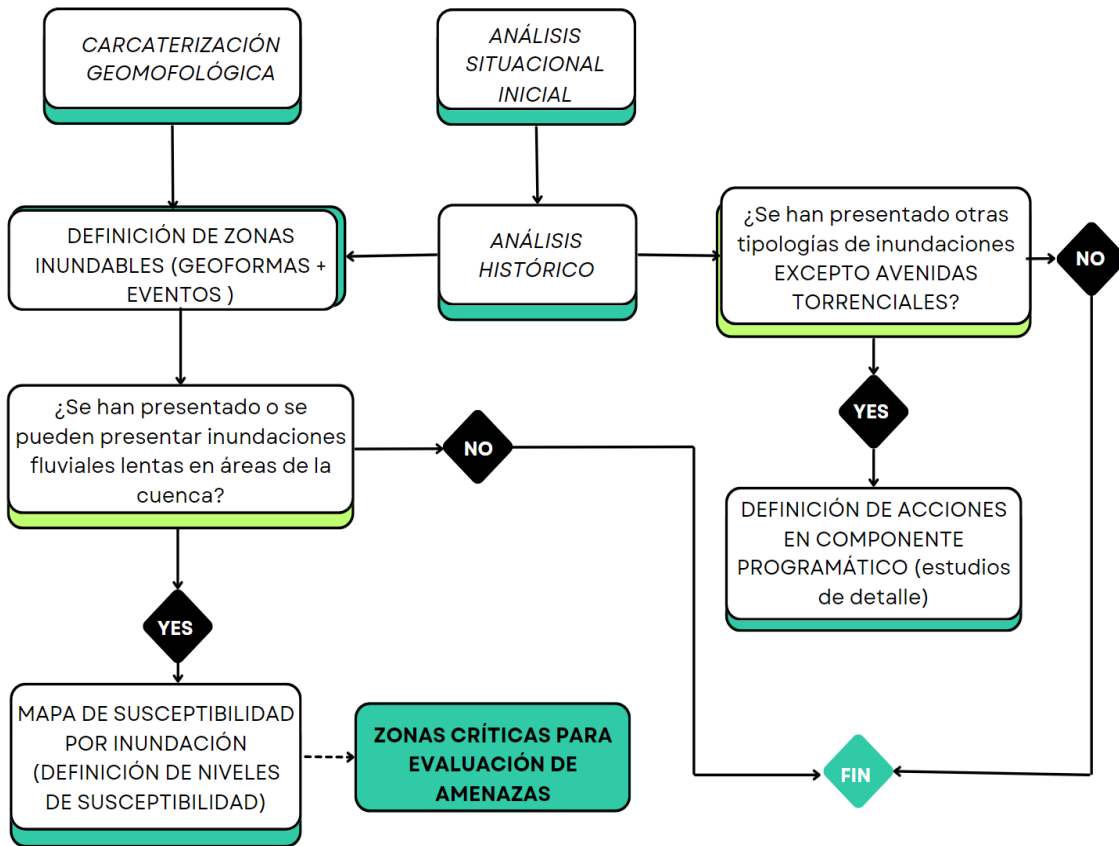 CARCATERIZACIÓN
GEOMOFOLÓGICA
ANÁLISIS
SITUACIONAL
INICIAL
DEFINICIÓN DE ZONAS
INUNDABLES (GEOFORMAS +
EVENTOS )
ANÁLISIS
HISTÓRICO
¿Se han presentado otras
tipologías de inundaciones
EXCEPTO AVENIDAS
TORRENCIALES?
NO
¿Se han presentado o se
pueden presentar inundaciones
fluviales lentas en áreas de la
cuenca?
NO
YES
DEFINICIÓN DE ACCIONES
EN COMPONENTE
PROGRAMÁTICO (estudios
de detalle)
YES
MAPA DE SUSCEPTIBILIDAD
POR INUNDACIÓN
(DEFINICIÓN DE NIVELES
DE SUSCEPTIBILIDAD)
ZONAS CRÍTICAS PARA
EVALUACIÓN DE
AMENAZAS
FIN